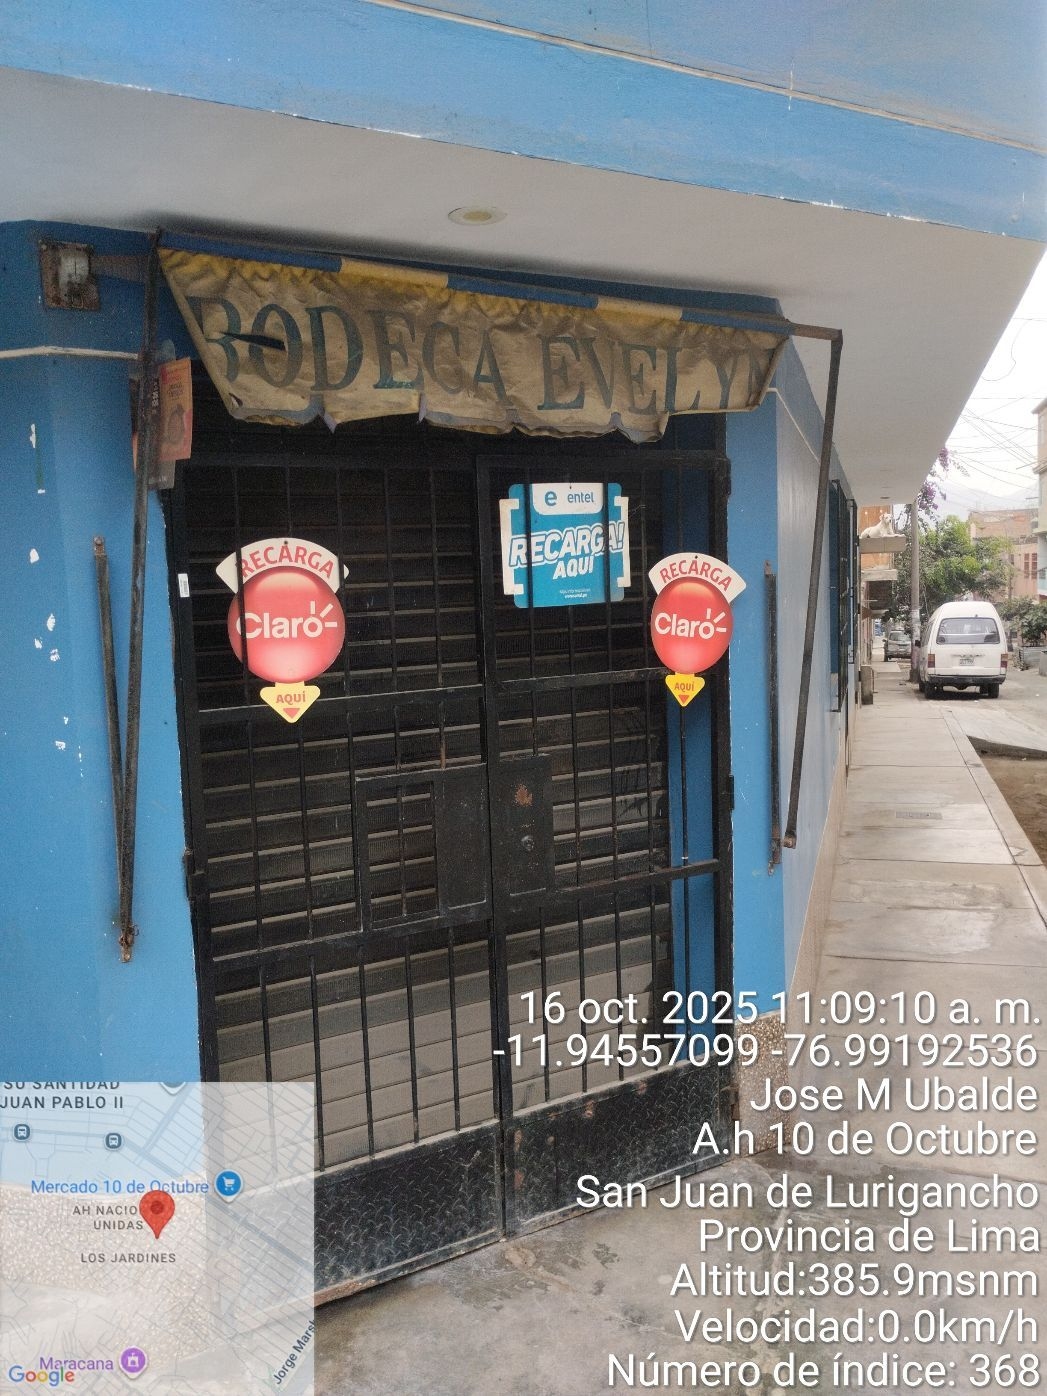 BODEGA EVELYN
e entel
RECARGA!
AQUÍ
RECARGA
Claro
AQUÍ
RECARGA
Claro
AQUÍ
16 oct. 2025 11:09:10 a. m.
-11.94557099 -76.99192536
Jose M Ubalde
A.h 10 de Octubre
San Juan de Lurigancho
Provincia de Lima
Altitud:385.9msnm
Velocidad:0.0km/h
Número de índice: 368
SU SANTIDAD
JUAN PABLO II
Mercado 10 de Octubre
AH NACIO
UNIDAS
LOS JARDINES
Jorge Marsh
Maracana
Google